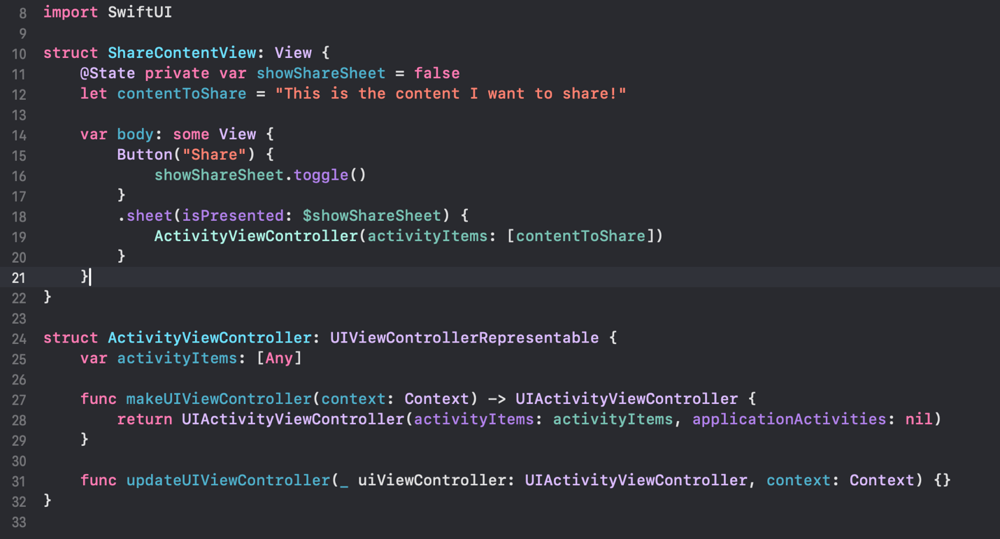 8 import SwiftUI
9
10 struct ShareContentView: View {
11     @State private var showShareSheet = false
12     let contentToShare = "This is the content I want to share!"
13
14     var body: some View {
15         Button("Share") {
16             showShareSheet.toggle()
17         }
18         .sheet(isPresented: $showShareSheet) {
19             ActivityViewController(activityItems: [contentToShare])
20         }
21     }
22 }
23
24 struct ActivityViewController: UIViewControllerRepresentable {
25     var activityItems: [Any]
26
27     func makeUIViewController(context: Context) -> UIActivityViewController {
28         return UIActivityViewController(activityItems: activityItems, applicationActivities: nil)
29     }
30
31     func updateUIViewController(_ uiViewController: UIActivityViewController, context: Context) {}
32 }
33